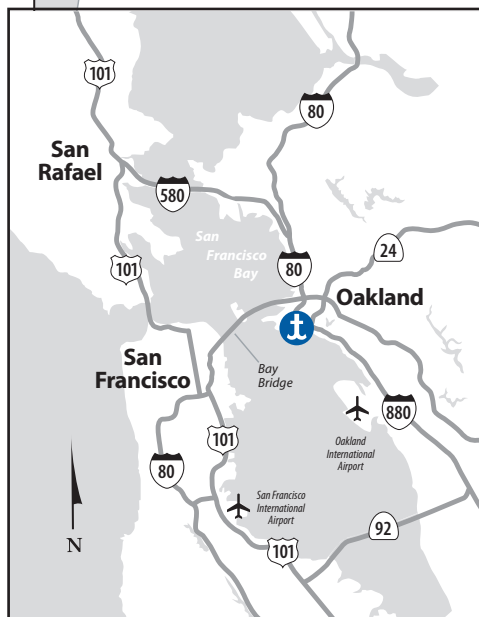 101
80
San
Rafael
580
San
Francisco
Bay
101
80
24
Oakland
San
Francisco
Bay
Bridge
880
101
Oakland
International
Airport
80
San Francisco
International
Airport
92
101
N